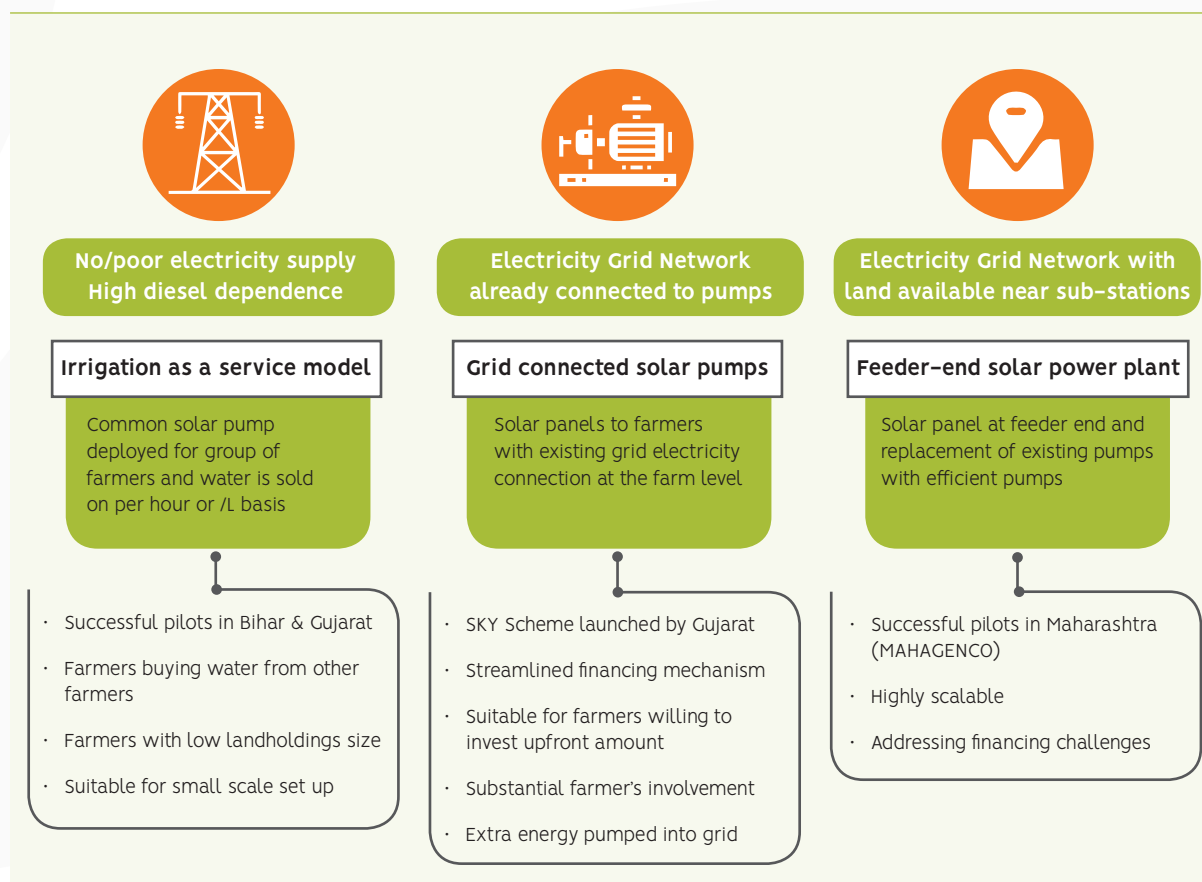 No/poor electricity supply
High diesel dependence
Irrigation as a service model
Common solar pump
deployed for group of
farmers and water is sold
on per hour or /L basis
· Successful pilots in Bihar & Gujarat
· Farmers buying water from other
farmers
· Farmers with low landholdings size
· Suitable for small scale set up
Electricity Grid Network
already connected to pumps
Grid connected solar pumps
Solar panels to farmers
with existing grid electricity
connection at the farm level
· SKY Scheme launched by Gujarat
· Streamlined financing mechanism
· Suitable for farmers willing to
invest upfront amount
· Substantial farmer's involvement
· Extra energy pumped into grid
Electricity Grid Network with
land available near sub-stations
Feeder-end solar power plant
Solar panel at feeder end and
replacement of existing pumps
with efficient pumps
· Successful pilots in Maharashtra
(MAHAGENCO)
· Highly scalable
· Addressing financing challenges